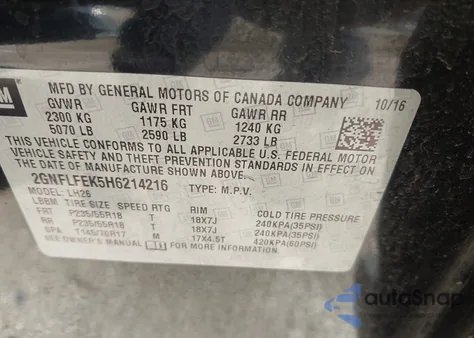 GM
MFD BY GENERAL MOTORS OF CANADA COMPANY 10/16
GVWR GAWR FRT GAWR RR
2300 KG 1175 KG 1240 KG
5070 LB 2590 LB 2733 LB
THIS VEHICLE CONFORMS TO ALL APPLICABLE U.S. FEDERAL MOTOR
VEHICLE SAFETY AND THEFT PREVENTION STANDARDS IN EFFECT ON
THE DATE OF MANUFACTURE SHOWN ABOVE.
2GNFLFEK5H6214216 TYPE: M.P.V.
MODEL: LH26
TIRE SIZE SPEED RTG RIM COLD TIRE PRESSURE
FRT P235/55R18 T 18X7J 240KPA(35PSI)
RR P235/55R18 T 18X7J 240KPA(35PSI)
SPA T145/70R17 M 17X4.5T 420KPA(60PSI)
SEE OWNER'S MANUAL FOR ADDITIONAL INFORMATION.
autoSnap